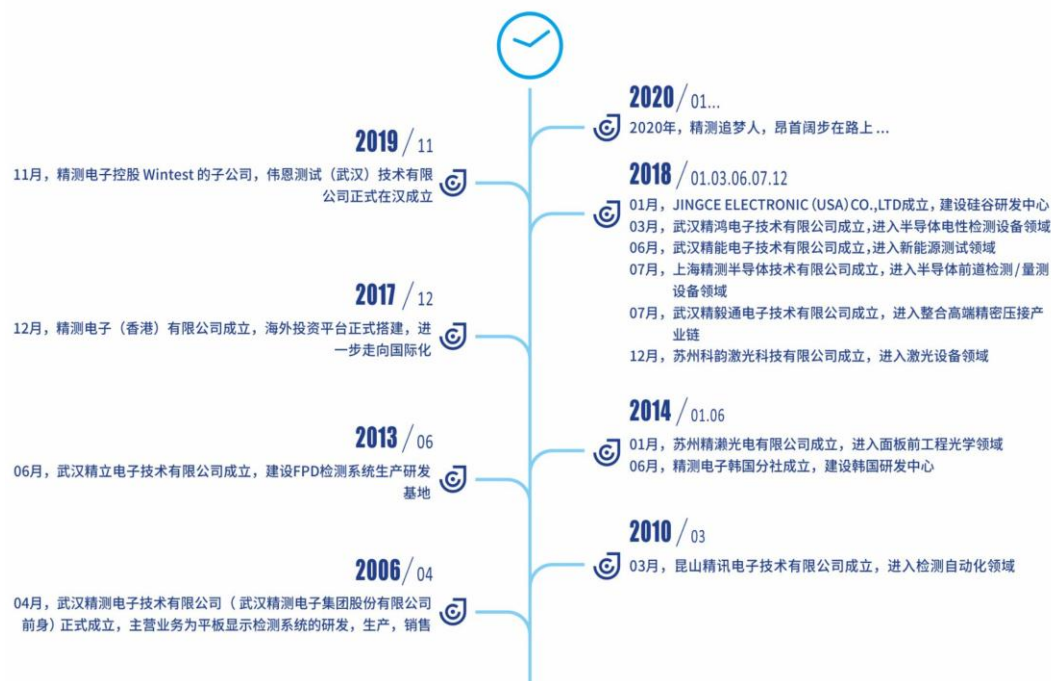 2020/01...
2020年，精测追梦人，昂首阔步在路上...
2019/11
11月，精测电子控股 Wintest 的子公司，伟恩测试（武汉）技术有限
公司正式在汉成立
2018/01.03.06.07.12
01月，JINGCE ELECTRONIC (USA) CO.,LTD成立，建设硅谷研发中心
03月，武汉精鸿电子技术有限公司成立,进入半导体电性检测设备领域
06月，武汉精能电子技术有限公司成立,进入新能源测试领域
07月，上海精测半导体技术有限公司成立，进入半导体前道检测/量测
设备领域
07月，武汉精毅通电子技术有限公司成立，进入整合高端精密压接产
业链
12月，苏州科韵激光科技有限公司成立，进入激光设备领域
2017/12
12月，精测电子（香港）有限公司成立，海外投资平台正式搭建，进
一步走向国际化
2014/01.06
01月，苏州精濑光电有限公司成立，进入面板前工程光学领域
06月，精测电子韩国分社成立，建设韩国研发中心
2013/06
06月，武汉精立电子技术有限公司成立，建设FPD检测系统生产研发
基地
2010/03
03月，昆山精讯电子技术有限公司成立，进入检测自动化领域
2006/04
04月，武汉精测电子技术有限公司（ 武汉精测电子集团股份有限公司
前身）正式成立，主营业务为平板显示检测系统的研发，生产，销售